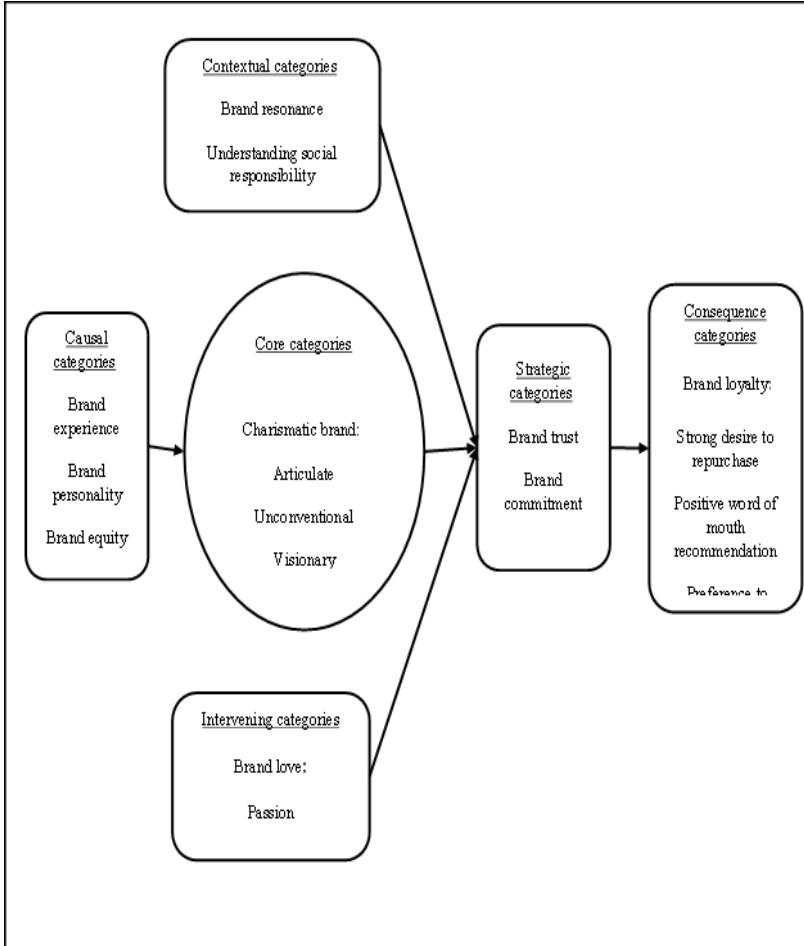 Contextual categories
Brand resonance
Understanding social
responsibility
Causal
categories
Brand
experience
Brand
personality
Brand equity
Core categories
Charismatic brand:
Articulate
Unconventional
Visionary
Strategic
categories
Brand trust
Brand
commitment
Consequence
categories
Brand loyalty:
Strong desire to
repurchase
Positive word of
mouth
recommendation
Preference to
Intervening categories
Brand love:
Passion